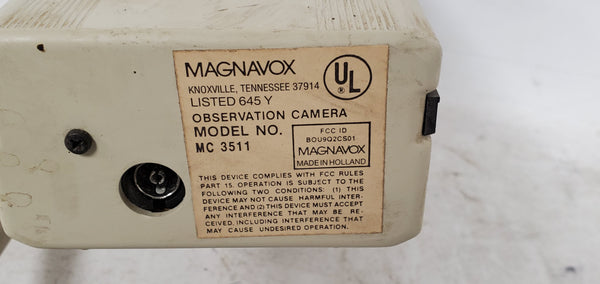 MAGNAVOX
KNOXVILLE, TENNESSEE 37914
LISTED 645 Y
UL
®
OBSERVATION CAMERA
MODEL NO.
MC 3511
FCC ID
BOU9Q2CS01
MAGNAVOX
MADE IN HOLLAND
THIS DEVICE COMPLIES WITH FCC RULES
PART 15. OPERATION IS SUBJECT TO THE
FOLLOWING TWO CONDITIONS: (1) THIS
DEVICE MAY NOT CAUSE HARMFUL INTER-
FERENCE AND (2) THIS DEVICE MUST ACCEPT
ANY INTERFERENCE THAT MAY BE RE-
CEIVED, INCLUDING INTERFERENCE THAT
MAY CAUSE UNDESIRED OPERATION.